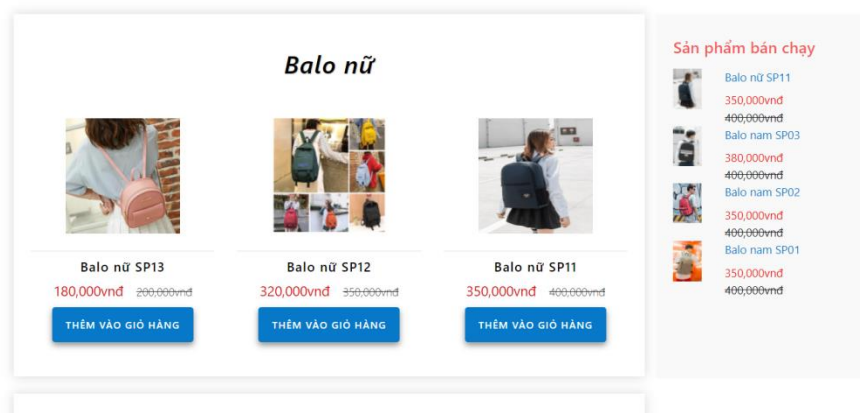 Balo nữ
Balo nữ SP13
180,000vnđ 200,000vnđ
THÊM VÀO GIỎ HÀNG
Balo nữ SP12
320,000vnđ 350,000vnđ
THÊM VÀO GIỎ HÀNG
Balo nữ SP11
350,000vnđ 400,000vnđ
THÊM VÀO GIỎ HÀNG
Sản phẩm bán chạy
Balo nữ SP11
350,000vnđ
400,000vnđ
Balo nam SP03
380,000vnđ
400,000vnđ
Balo nam SP02
350,000vnđ
400,000vnđ
Balo nam SP01
350,000vnđ
400,000vnđ